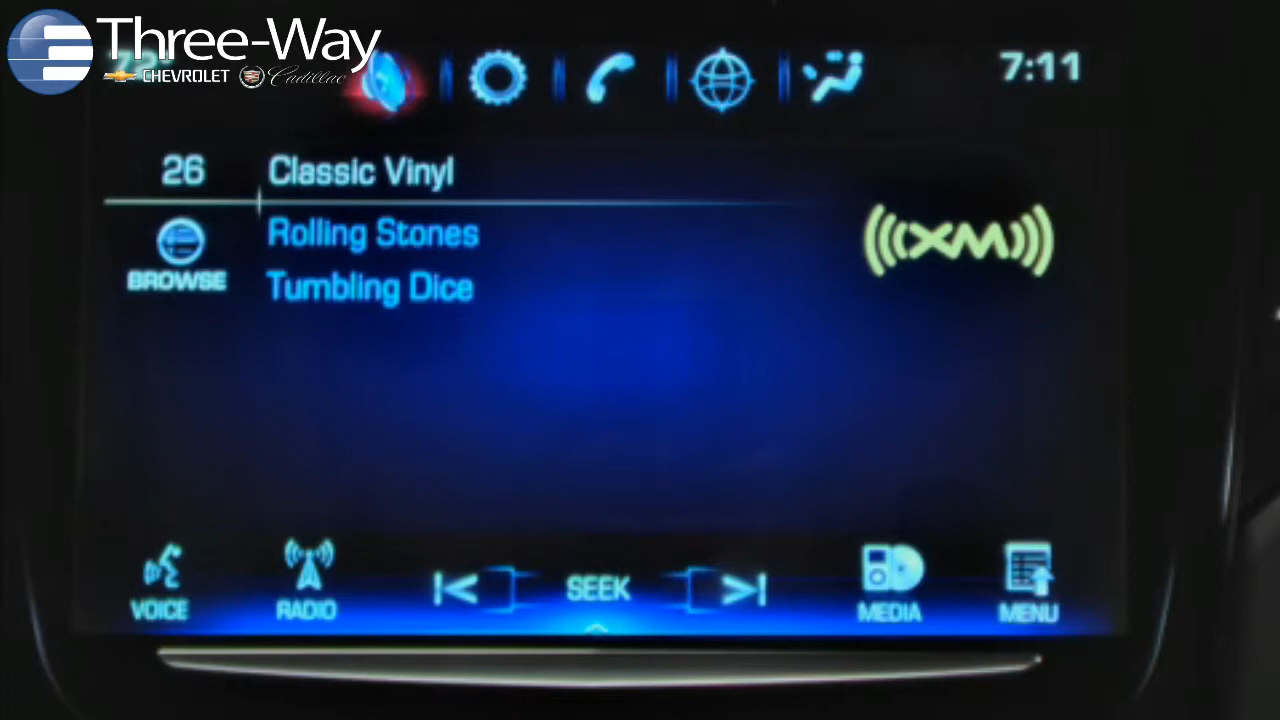 Three-Way
CHEVROLET Cadillac
7:11
26 Classic Vinyl
Rolling Stones
BROWSE
Tumbling Dice
XM
VOICE RADIO SEEK MEDIA MENU